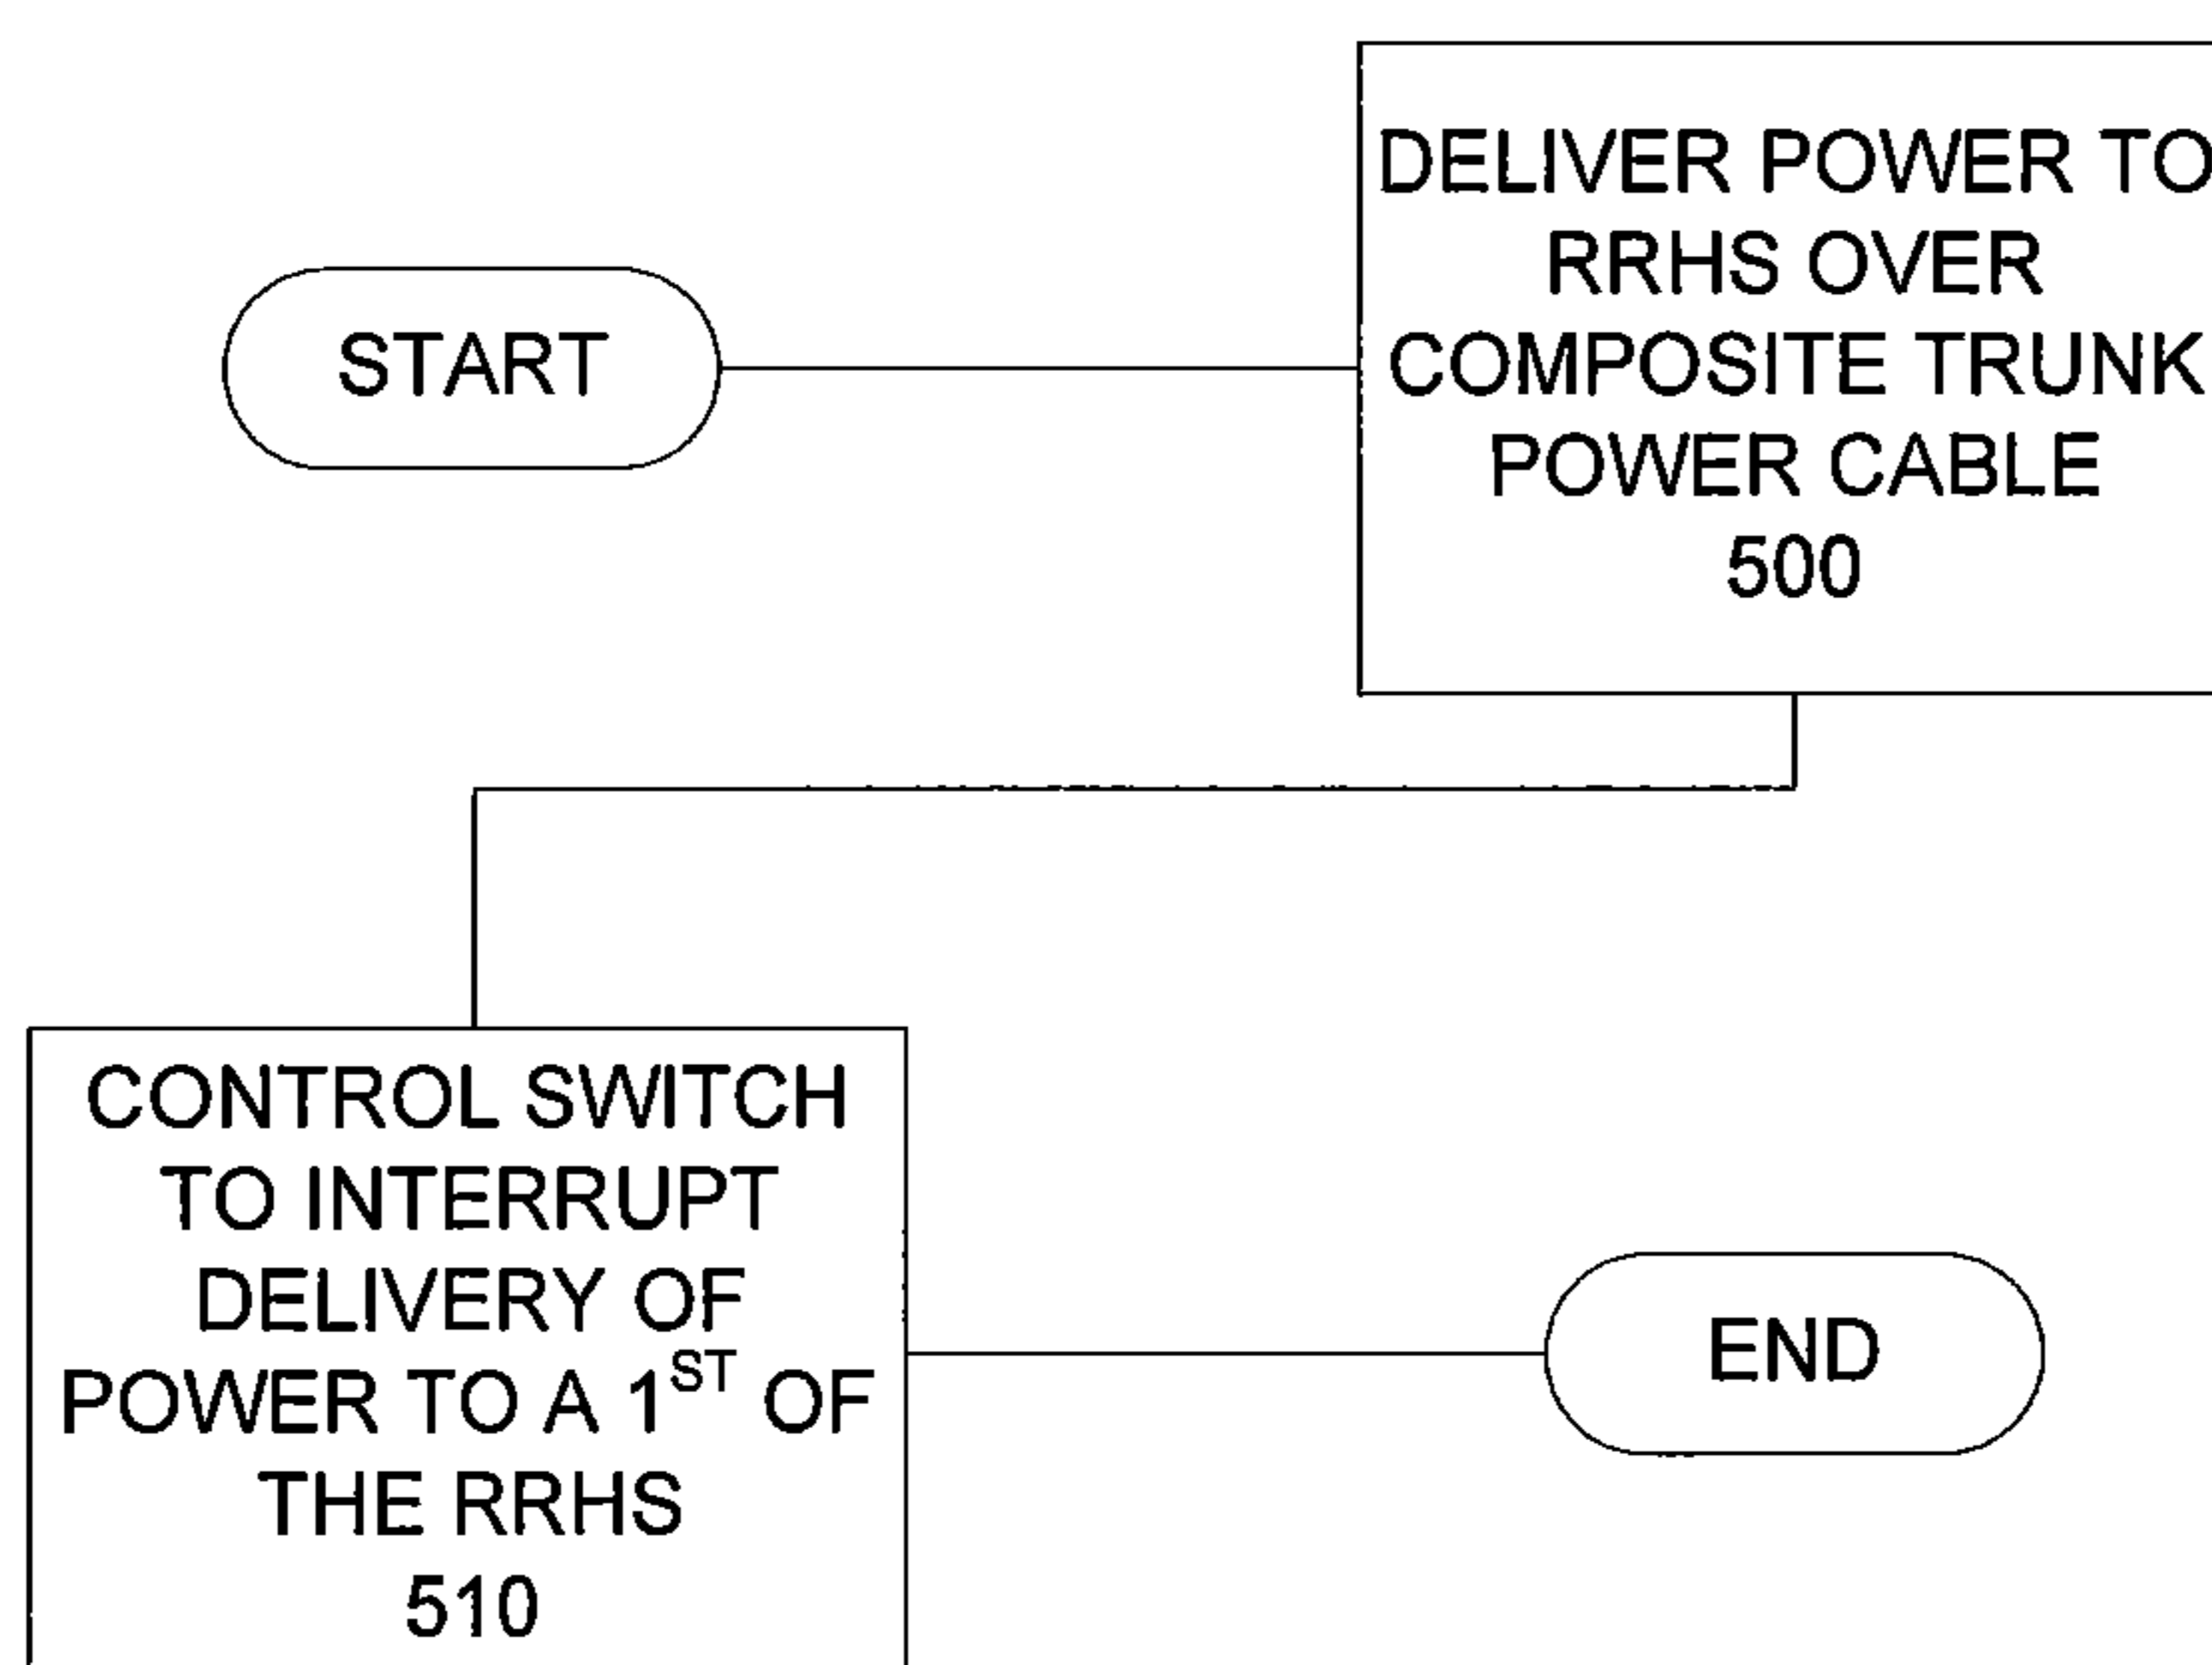 START
DELIVER POWER TO
RRHS OVER
COMPOSITE TRUNK
POWER CABLE
500
CONTROL SWITCH
TO INTERRUPT
DELIVERY OF
POWER TO A 1ST OF
THE RRHS
510
END